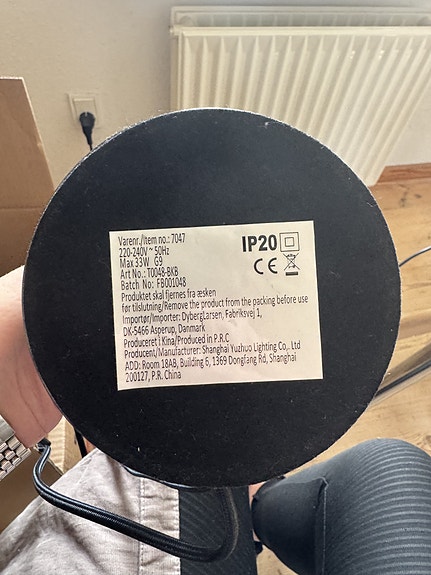 Varenr./Item no.: 7047
220-240V ~ 50Hz
Max 33W G9
Art No.: T0048-BKB
Batch No: FB001048
IP20
CE
Produktet skal fjernes fra æsken
før tilslutning/Remove the product from the packing before use
Importør/Importer: DybergLarsen, Fabriksvej 1,
DK-5466 Asperup, Danmark
Produceret i Kina/Produced in P.R.C
Producent/Manufacturer: Shanghai Yuzhuo Lighting Co,. Ltd
ADD: Room 18AB, Building 6, 1369 Dongfang Rd, Shanghai
200127, P.R. China